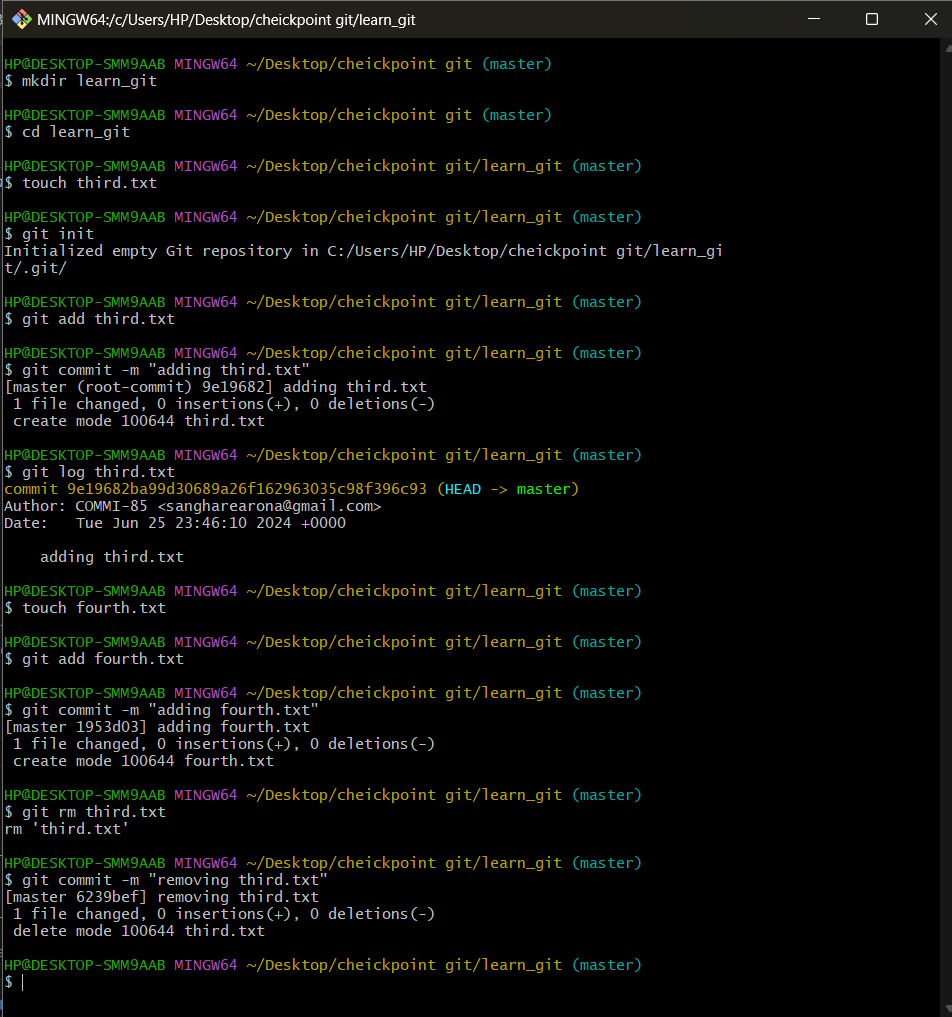 MINGW64:/c/Users/HP/Desktop/cheickpoint git/learn_git
HP@DESKTOP-SMM9AAB MINGW64 ~/Desktop/cheickpoint git (master)
$ mkdir learn_git
HP@DESKTOP-SMM9AAB MINGW64 ~/Desktop/cheickpoint git (master)
$ cd learn_git
HP@DESKTOP-SMM9AAB MINGW64 ~/Desktop/cheickpoint git/learn_git (master)
$ touch third.txt
HP@DESKTOP-SMM9AAB MINGW64 ~/Desktop/cheickpoint git/learn_git (master)
$ git init
Initialized empty Git repository in C:/Users/HP/Desktop/cheickpoint git/learn_gi
t/.git/
HP@DESKTOP-SMM9AAB MINGW64 ~/Desktop/cheickpoint git/learn_git (master)
$ git add third.txt
HP@DESKTOP-SMM9AAB MINGW64 ~/Desktop/cheickpoint git/learn_git (master)
$ git commit -m "adding third.txt"
[master (root-commit) 9e19682] adding third.txt
 1 file changed, 0 insertions(+), 0 deletions(-)
 create mode 100644 third.txt
HP@DESKTOP-SMM9AAB MINGW64 ~/Desktop/cheickpoint git/learn_git (master)
$ git log third.txt
commit 9e19682ba99d30689a26f162963035c98f396c93 (HEAD -> master)
Author: COMMI-85 <sangharearona@gmail.com>
Date:   Tue Jun 25 23:46:10 2024 +0000
    adding third.txt
HP@DESKTOP-SMM9AAB MINGW64 ~/Desktop/cheickpoint git/learn_git (master)
$ touch fourth.txt
HP@DESKTOP-SMM9AAB MINGW64 ~/Desktop/cheickpoint git/learn_git (master)
$ git add fourth.txt
HP@DESKTOP-SMM9AAB MINGW64 ~/Desktop/cheickpoint git/learn_git (master)
$ git commit -m "adding fourth.txt"
[master 1953d03] adding fourth.txt
 1 file changed, 0 insertions(+), 0 deletions(-)
 create mode 100644 fourth.txt
HP@DESKTOP-SMM9AAB MINGW64 ~/Desktop/cheickpoint git/learn_git (master)
$ git rm third.txt
rm 'third.txt'
HP@DESKTOP-SMM9AAB MINGW64 ~/Desktop/cheickpoint git/learn_git (master)
$ git commit -m "removing third.txt"
[master 6239bef] removing third.txt
 1 file changed, 0 insertions(+), 0 deletions(-)
 delete mode 100644 third.txt
HP@DESKTOP-SMM9AAB MINGW64 ~/Desktop/cheickpoint git/learn_git (master)
$